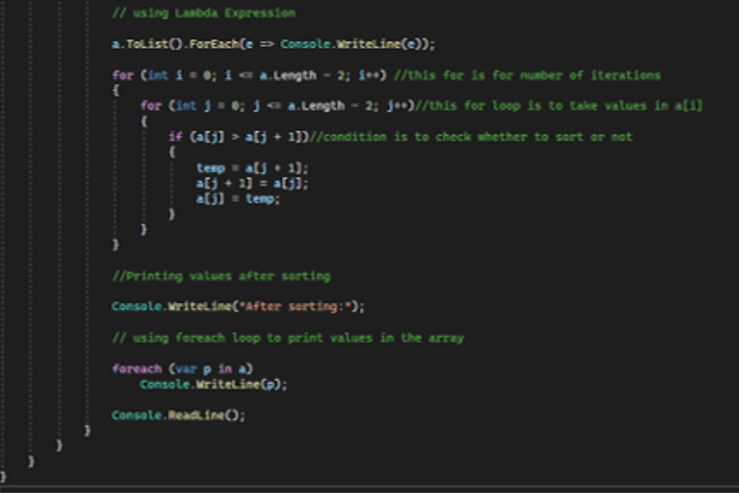 // using Lambda Expression
a.ToList().ForEach(e => Console.WriteLine(e));
for (int i = 0; i <= a.Length - 2; i++) //this for is for number of iterations
{
for (int j = 0; j <= a.Length - 2; j++)//this for loop is to take values in a[i]
{
if (a[j] > a[j + 1])//condition is to check whether to sort or not
{
temp = a[j + 1];
a[j + 1] = a[j];
a[j] = temp;
}
}
}
//Printing values after sorting
Console.WriteLine("After sorting:");
// using foreach loop to print values in the array
foreach (var p in a)
Console.WriteLine(p);
Console.ReadLine();
}
}
}
}